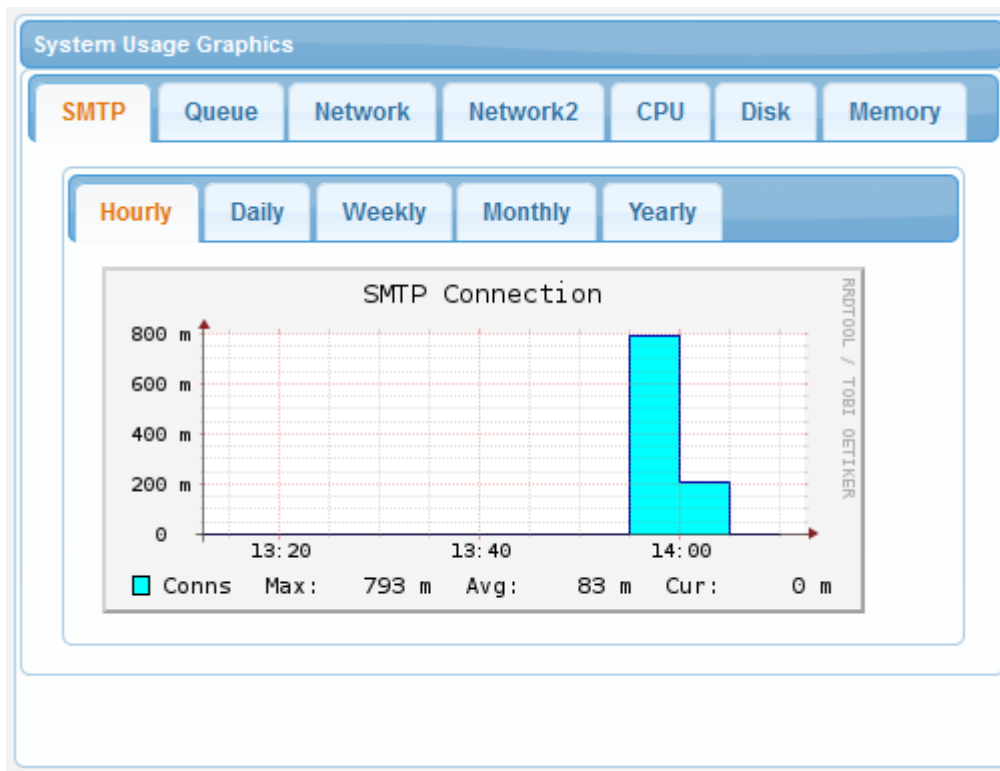 System Usage Graphics
SMTP Queue Network Network2 CPU Disk Memory
Hourly Daily Weekly Monthly Yearly
SMTP Connection
RRDTOOL / TOBI OETIKER
800 m
600 m
400 m
200 m
0
13:20 13:40 14:00
Conns Max: 793 m Avg: 83 m Cur: 0 m